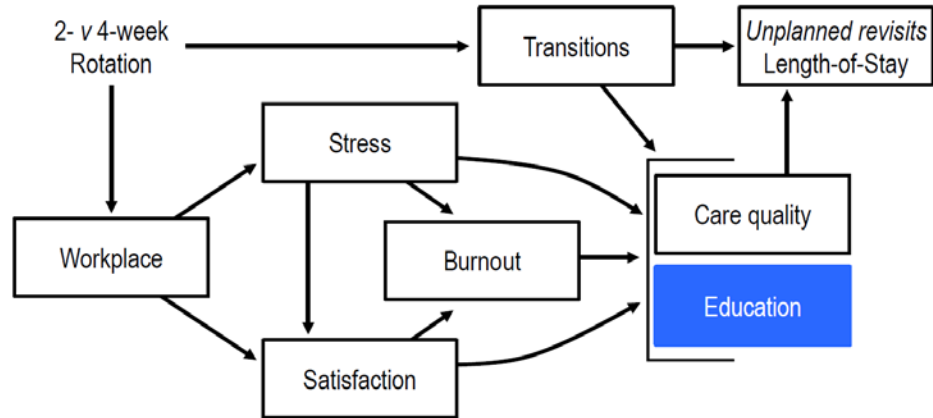 2- v 4-week
Rotation
Transitions
Unplanned revisits
Length-of-Stay
Stress
Workplace
Burnout
Care quality
Education
Satisfaction